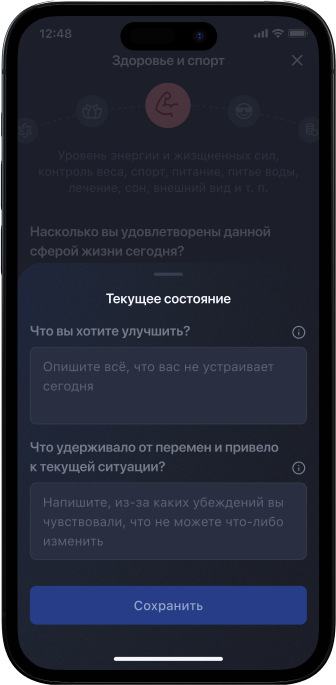 12:48
Здоровье и спорт
Уровень энергии и жизщненных сил,
контроль веса, спорт, питание, питье воды,
лечение, сон, внешний вид и т. п.
Насколько вы удовлетворены данной
сферой жизни сегодня?
Текущее состояние
Что вы хотите улучшить?
Опишите всё, что вас не устраивает
сегодня
Что удерживало от перемен и привело
к текущей ситуации?
Напишите, из-за каких убеждений вы
чувствовали, что не можете что-либо
изменить
Сохранить